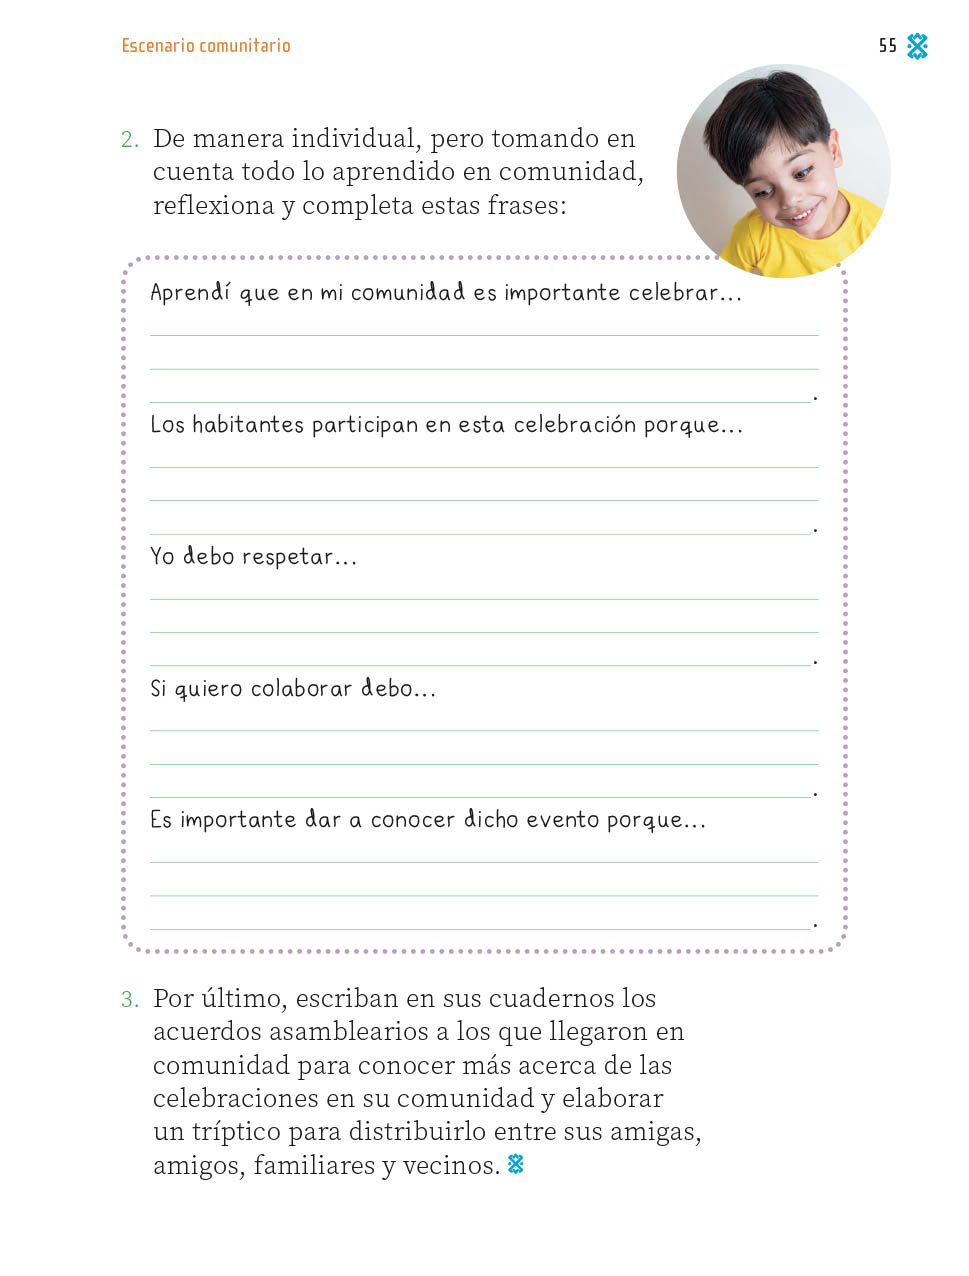 Escenario comunitario
55
2. De manera individual, pero tomando en
cuenta todo lo aprendido en comunidad,
reflexiona y completa estas frases:
Aprendí que en mi comunidad es importante celebrar...
.
Los habitantes participan en esta celebración porque...
.
Yo debo respetar...
.
Si quiero colaborar debo...
.
Es importante dar a conocer dicho evento porque...
.
3. Por último, escriban en sus cuadernos los
acuerdos asamblearios a los que llegaron en
comunidad para conocer más acerca de las
celebraciones en su comunidad y elaborar
un tríptico para distribuirlo entre sus amigas,
amigos, familiares y vecinos.